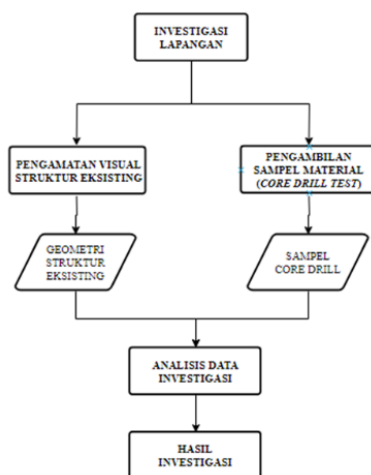 INVESTIGASI
LAPANGAN
PENGAMATAN VISUAL
STRUKTUR EKSISTING
PENGAMBILAN
SAMPEL MATERIAL
(CORE DRILL TEST)
GEOMETRI
STRUKTUR
EKSISTING
SAMPEL
CORE DRILL
ANALISIS DATA
INVESTIGASI
HASIL
INVESTIGASI